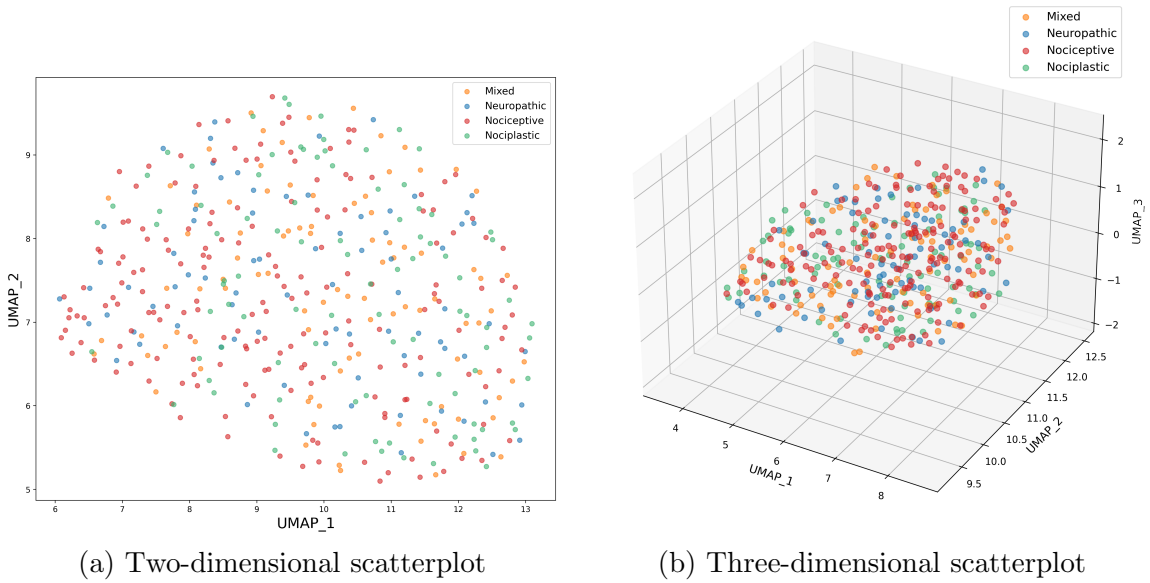 Mixed
Neuropathic
Nociceptive
Nociplastic
9
8
7
6
5
UMAP_2
6 7 8 9 10 11 12 13
UMAP_1
(a) Two-dimensional scatterplot
Mixed
Neuropathic
Nociceptive
Nociplastic
2
1
0
−1
−2
UMAP_3
12.5
12.0
11.5
11.0
10.5
10.0
9.5
UMAP_2
4 5 6 7 8
UMAP_1
(b) Three-dimensional scatterplot